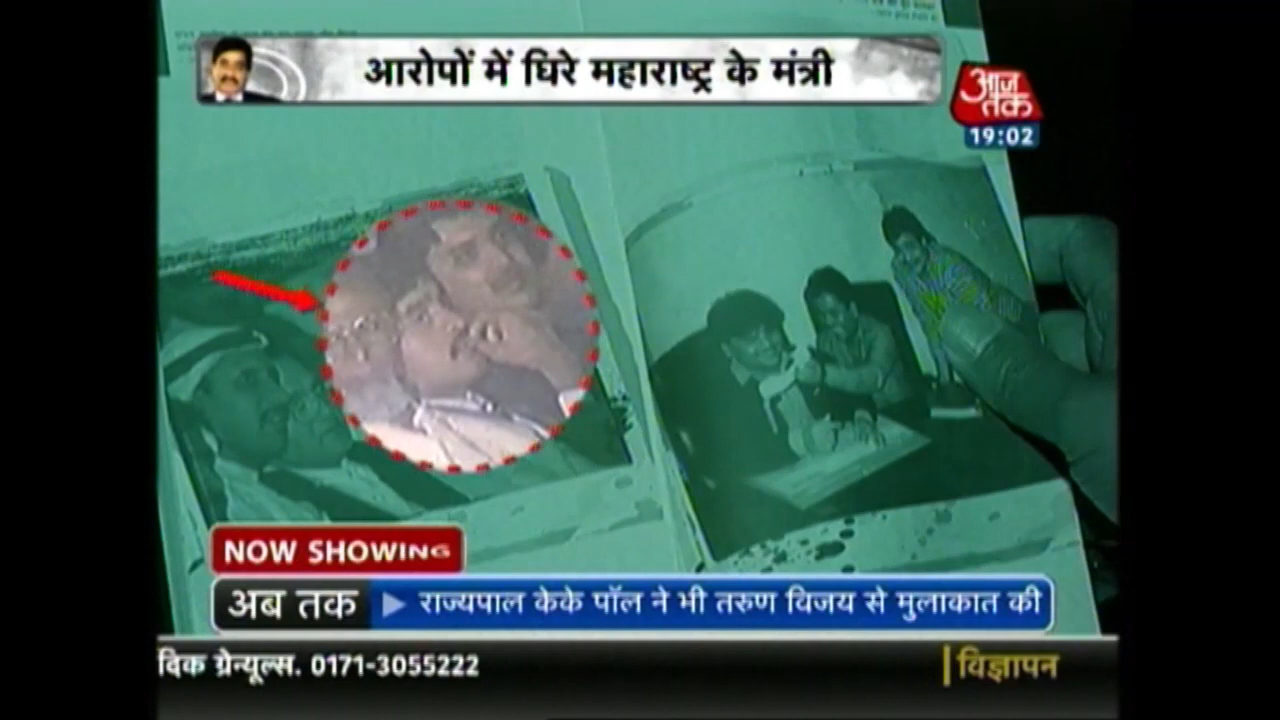 आरोपों में घिरे महाराष्ट्र के मंत्री
आज
तक
19:02
NOW SHOWING
अब तक
राज्यपाल केके पॉल ने भी तरुण विजय से मुलाकात की
दिक ग्रेन्यूल्स. 0171-3055222
विज्ञापन